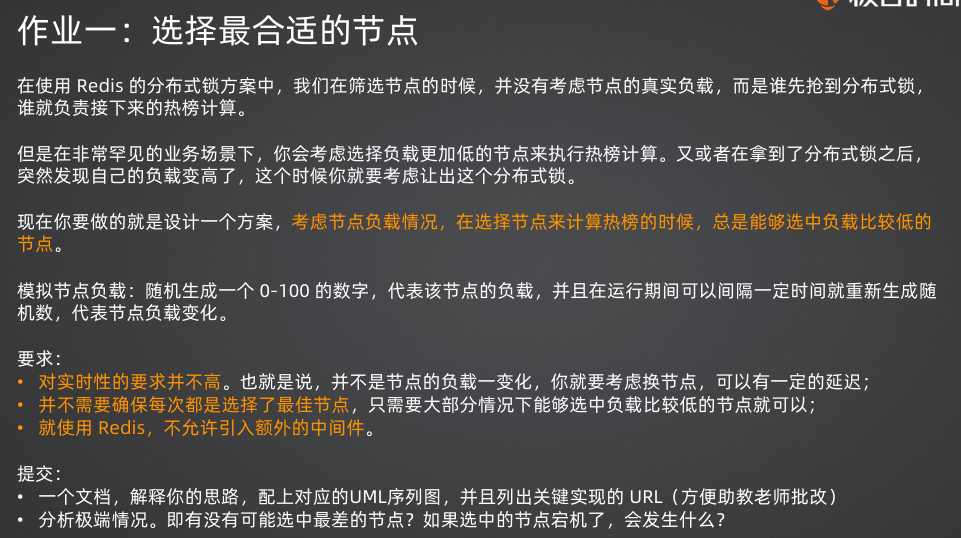 作业一：选择最合适的节点
在使用 Redis 的分布式锁方案中，我们在筛选节点的时候，并没有考虑节点的真实负载，而是谁先抢到分布式锁，
谁就负责接下来的热榜计算。
但是在非常罕见的业务场景下，你会考虑选择负载更加低的节点来执行热榜计算。又或者在拿到了分布式锁之后，
突然发现自己的负载变高了，这个时候你就要考虑让出这个分布式锁。
现在你要做的就是设计一个方案，考虑节点负载情况，在选择节点来计算热榜的时候，总是能够选中负载比较低的
节点。
模拟节点负载：随机生成一个 0-100 的数字，代表该节点的负载，并且在运行期间可以间隔一定时间就重新生成随
机数，代表节点负载变化。
要求：
• 对实时性的要求并不高。也就是说，并不是节点的负载一变化，你就要考虑换节点，可以有一定的延迟；
• 并不需要确保每次都是选择了最佳节点，只需要大部分情况下能够选中负载比较低的节点就可以；
• 就使用 Redis，不允许引入额外的中间件。
提交：
• 一个文档，解释你的思路，配上对应的UML序列图，并且列出关键实现的 URL（方便助教老师批改）
• 分析极端情况。即有没有可能选中最差的节点？如果选中的节点宕机了，会发生什么？